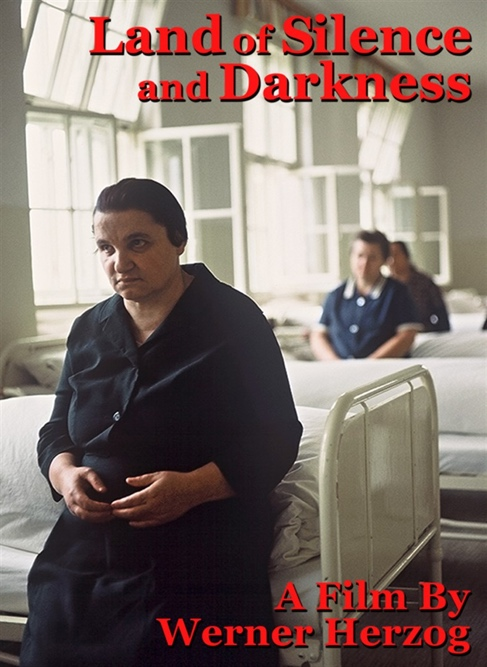 Land of Silence
and Darkness
A Film By
Werner Herzog